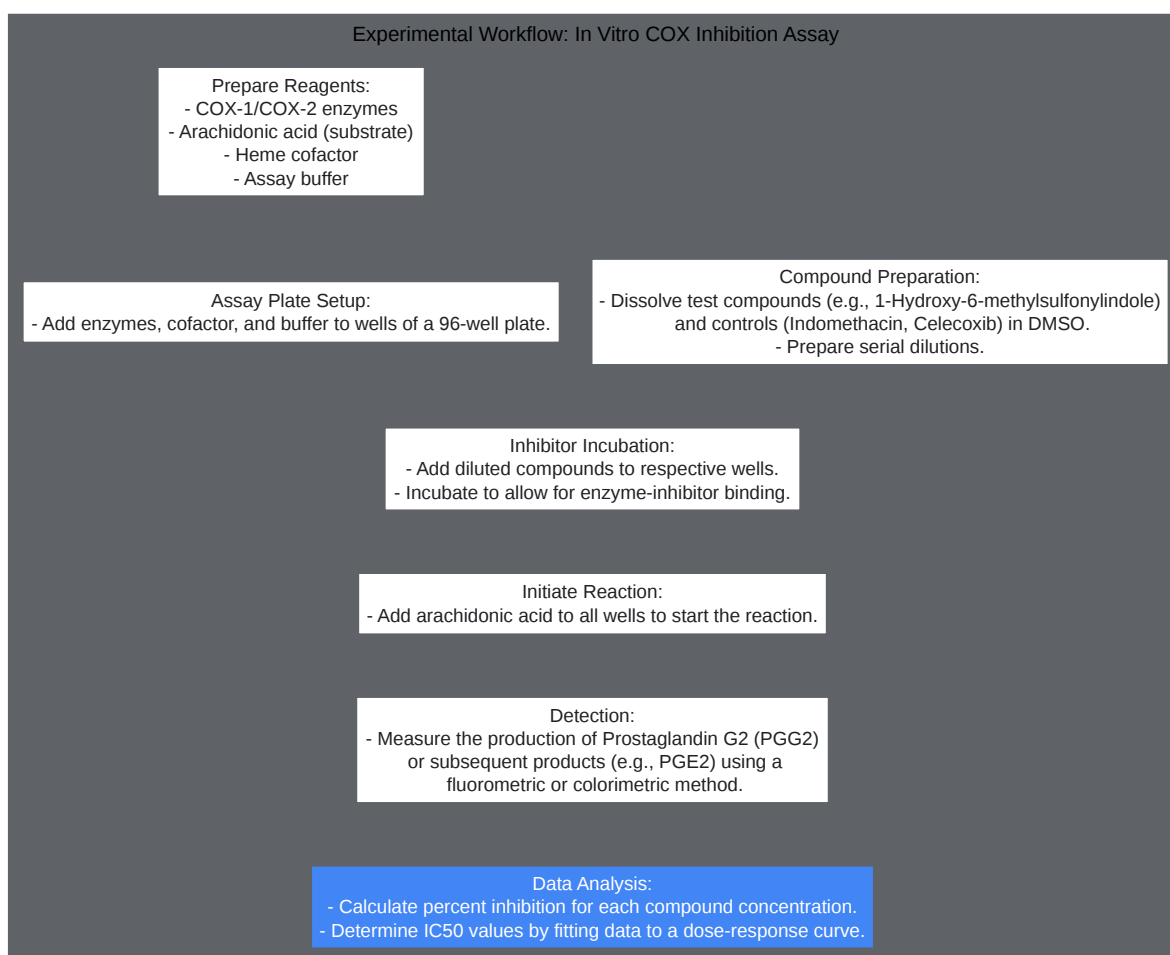 Experimental Workflow: In Vitro COX Inhibition Assay
Prepare Reagents:
- COX-1/COX-2 enzymes
- Arachidonic acid (substrate)
- Heme cofactor
- Assay buffer
Assay Plate Setup:
- Add enzymes, cofactor, and buffer to wells of a 96-well plate.
Compound Preparation:
- Dissolve test compounds (e.g., 1-Hydroxy-6-methylsulfonylindole)
and controls (Indomethacin, Celecoxib) in DMSO.
- Prepare serial dilutions.
Inhibitor Incubation:
- Add diluted compounds to respective wells.
- Incubate to allow for enzyme-inhibitor binding.
Initiate Reaction:
- Add arachidonic acid to all wells to start the reaction.
Detection:
- Measure the production of Prostaglandin G2 (PGG2)
or subsequent products (e.g., PGE2) using a
fluorometric or colorimetric method.
Data Analysis:
- Calculate percent inhibition for each compound concentration.
- Determine IC50 values by fitting data to a dose-response curve.